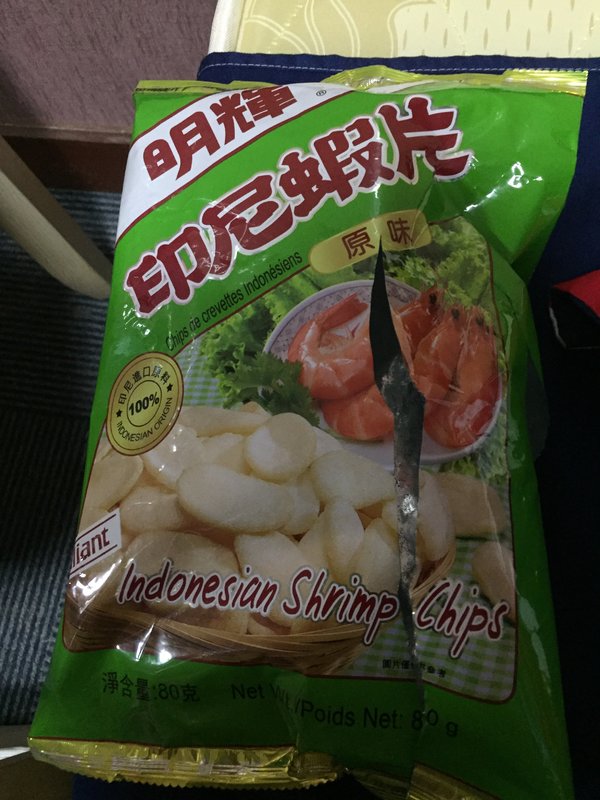 明輝®
印尼蝦片
原味
Chips de crevettes Indonésiens
印尼進口原料
100%
INDONESIAN ORIGIN
liant
Indonesian Shrimp Chips
淨含量:80克 Net Wt./Poids Net: 80 g